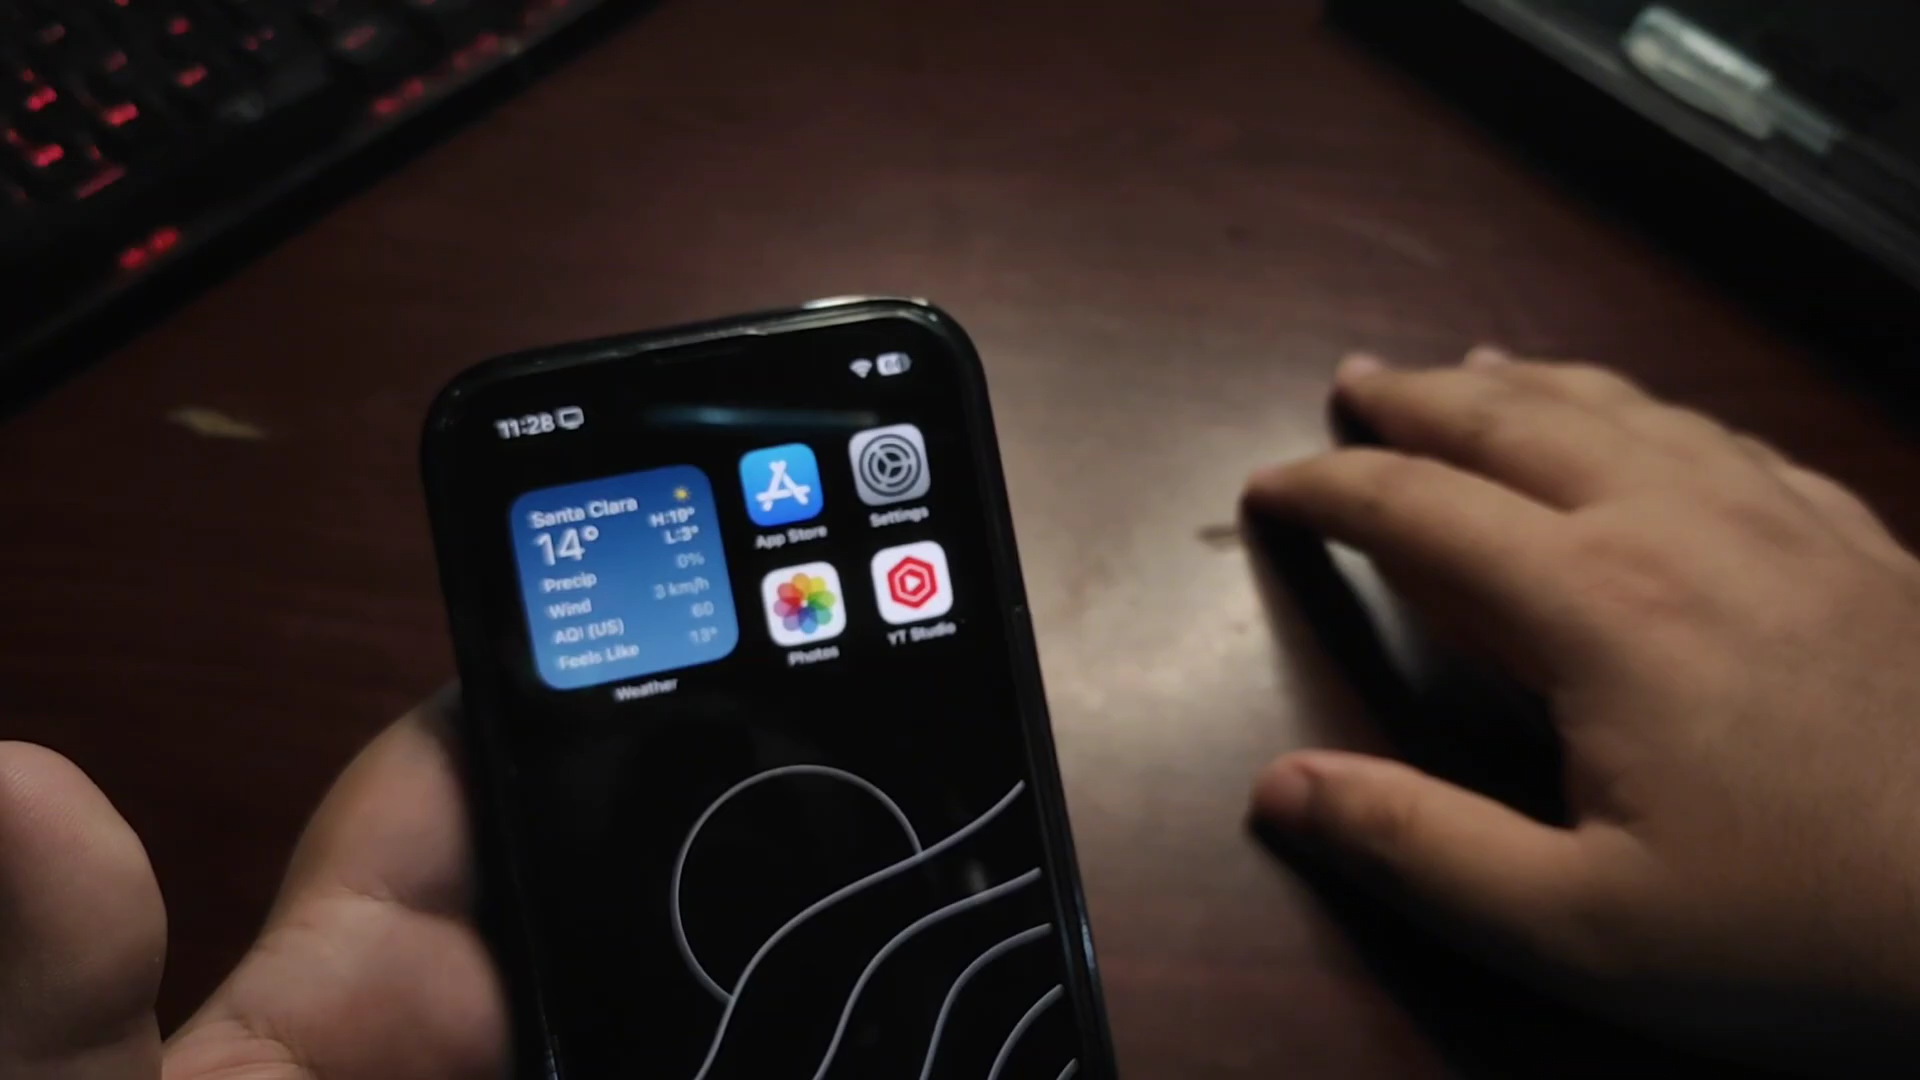 11:28
Santa Clara
14°
H:19°
L:3°
Precip 0%
Wind 3 km/h
AQI (US) 60
Feels Like 13°
Weather
App Store
Settings
Photos
YT Studio